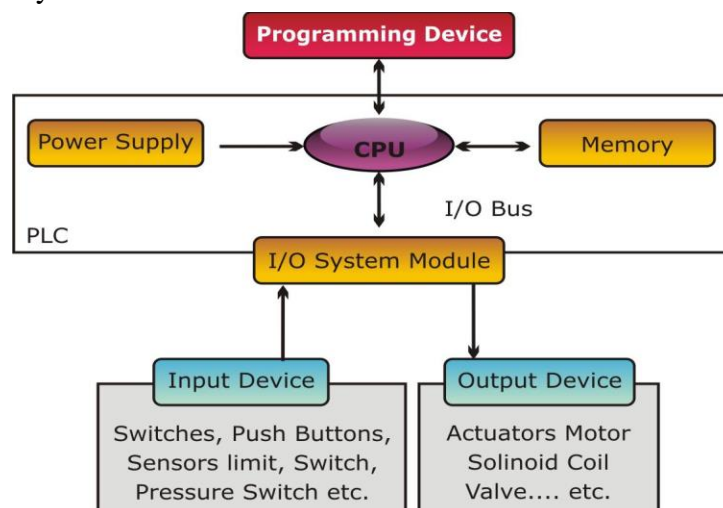 Programming Device
Power Supply
CPU
Memory
I/O Bus
PLC
I/O System Module
Input Device
Switches, Push Buttons,
Sensors limit, Switch,
Pressure Switch etc.
Output Device
Actuators Motor
Solinoid Coil
Valve.... etc.